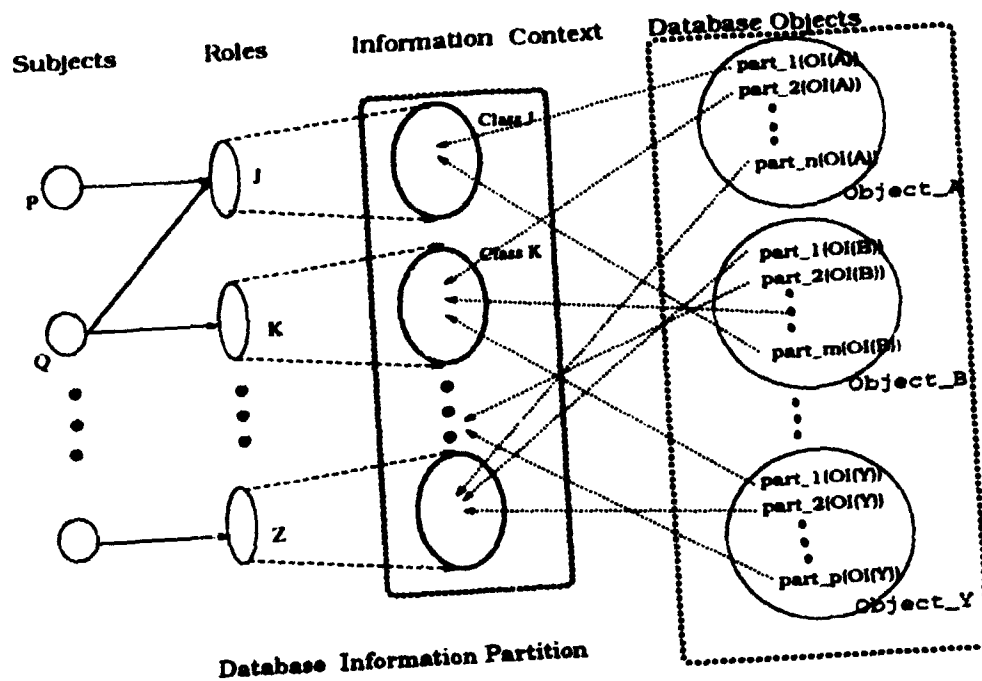 Subjects
Roles
Information Context
Database Objects
P
Q
J
K
Z
Class J
Class K
part_1(OI(A))
part_2(OI(A))
part_n(OI(A))
Object_A
part_1(OI(B))
part_2(OI(B))
part_m(OI(B))
Object_B
part_1(OI(Y))
part_2(OI(Y))
part_p(OI(Y))
Object_Y
Database Information Partition